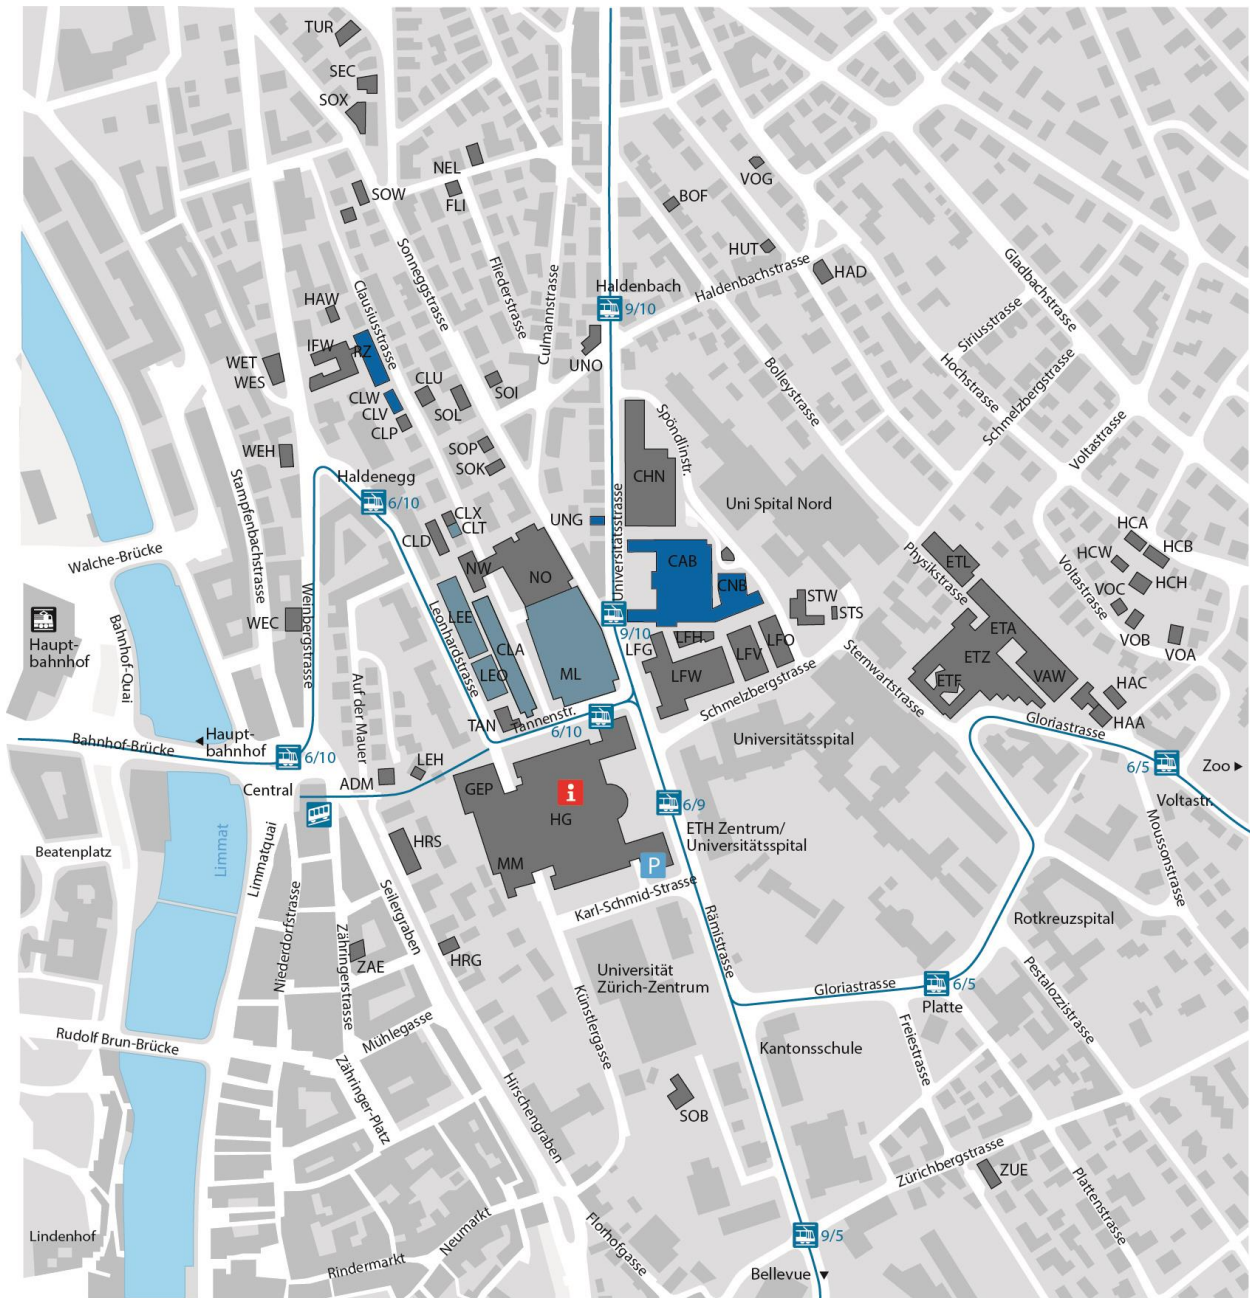 TUR
SEC
SOX
NEL
SOW
FLI
VOG
BOF
HUT
HAD
Haldenbachstrasse
Gladbachstrasse
Sonneggstrasse
Fliederstrasse
Culmannstrasse
Clausiusstrasse
Haldenbach
9/10
HAW
IFW
RZ
WET
WES
UNO
Siriusstrasse
Hochstrasse
Schmelzbergstrasse
Bolleystrasse
CLU
SOI
CLW
CLV
SOL
CLP
Spöndlinstr.
Voltastrasse
WEH
SOP
SOK
Haldenegg
6/10
CHN
Uni Spital Nord
Stampfenbachstrasse
Universitätsstrasse
CLX
CLT
UNG
CLD
HCA
HCB
HCW
HCH
Walche-Brücke
Physikstrasse
ETL
CAB
CNB
NW
NO
VOC
Voltastrasse
STW
STS
Weinbergstrasse
WEC
Leonhardstrasse
LEE
CLA
9/10
VOB
VOA
ETA
ETZ
ETF
VAW
Haupt-
bahnhof
Bahnhof-Quai
LFG
LFH
LFV
LFO
LFW
LEO
ML
Auf der Mauer
Sternwartstrasse
HAC
HAA
TAN
Tannenstr.
6/10
Schmelzbergstrasse
Universitätsspital
Gloriastrasse
Bahnhof-Brücke
Haupt-
bahnhof
6/10
6/5
Zoo
Voltastr.
LEH
ADM
Central
GEP
HG
6/9
ETH Zentrum/
Universitätsspital
Limmat
Limmatquai
Beatenplatz
HRS
MM
P
Karl-Schmid-Strasse
Moussonstrasse
Niederdorfstrasse
Seilergraben
Zähringerstrasse
Rämistrasse
Rotkreuzspital
ZAE
HRG
Universität
Zürich-Zentrum
Gloriastrasse
6/5
Platte
Pestalozzistrasse
Künstlergasse
Rudolf Brun-Brücke
Mühlegasse
Kantonsschule
Freiestrasse
Zähringer-Platz
Hirschengraben
SOB
Zürichbergstrasse
ZUE
Plattenstrasse
Lindenhof
Neumarkt
Rindermarkt
Florhofgasse
9/5
Bellevue